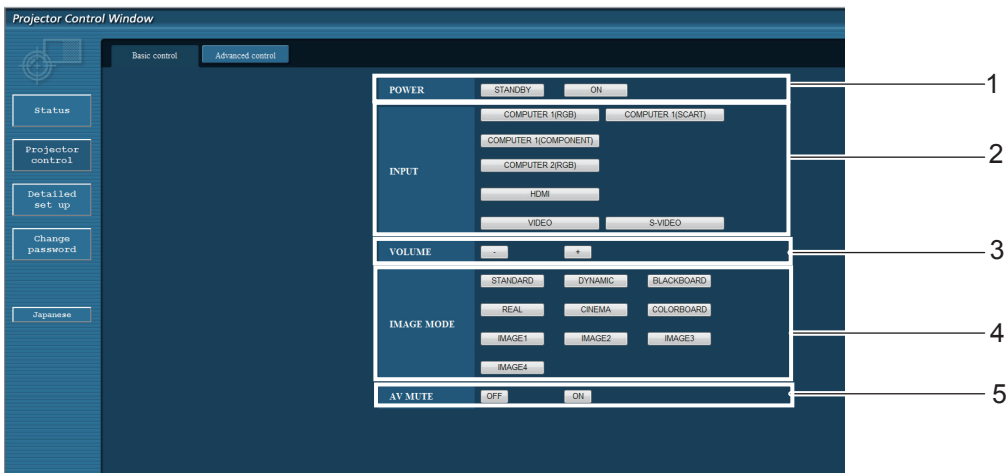 Projector Control Window
Basic control
Advanced control
Status
Projector
control
Detailed
set up
Change
password
Japanese
POWER
STANDBY
ON
1
INPUT
COMPUTER 1(RGB)
COMPUTER 1(SCART)
COMPUTER 1(COMPONENT)
COMPUTER 2(RGB)
HDMI
VIDEO
S-VIDEO
2
VOLUME
-
+
3
IMAGE MODE
STANDARD
DYNAMIC
BLACKBOARD
REAL
CINEMA
COLORBOARD
IMAGE1
IMAGE2
IMAGE3
IMAGE4
4
AV MUTE
OFF
ON
5